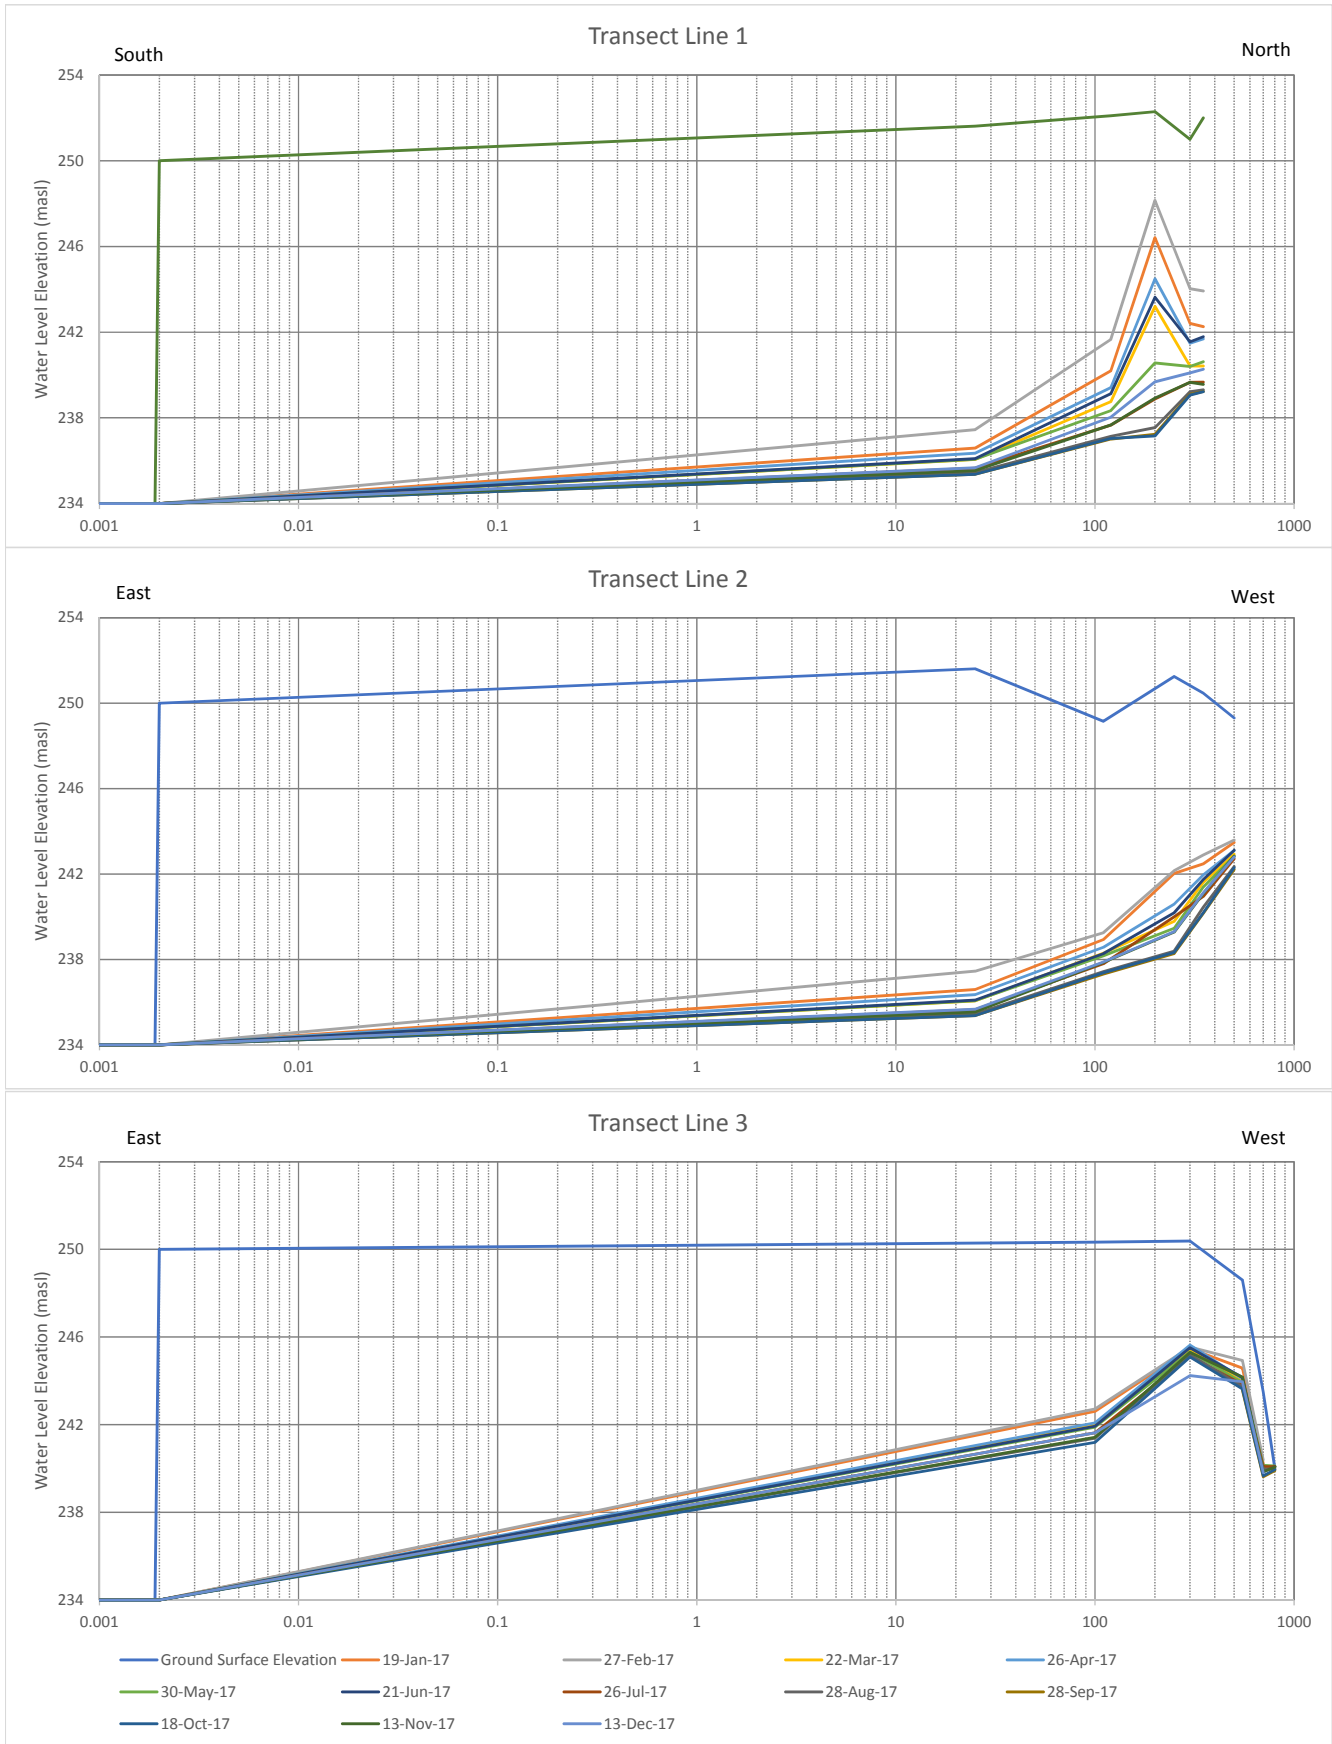 Transect Line 1
South
North
Water Level Elevation (masl)
254
250
246
242
238
234
0.001
0.01
0.1
1
10
100
1000
Transect Line 2
East
West
Water Level Elevation (masl)
254
250
246
242
238
234
0.001
0.01
0.1
1
10
100
1000
Transect Line 3
East
West
Water Level Elevation (masl)
254
250
246
242
238
234
0.001
0.01
0.1
1
10
100
1000
Ground Surface Elevation
19-Jan-17
27-Feb-17
22-Mar-17
26-Apr-17
30-May-17
21-Jun-17
26-Jul-17
28-Aug-17
28-Sep-17
18-Oct-17
13-Nov-17
13-Dec-17